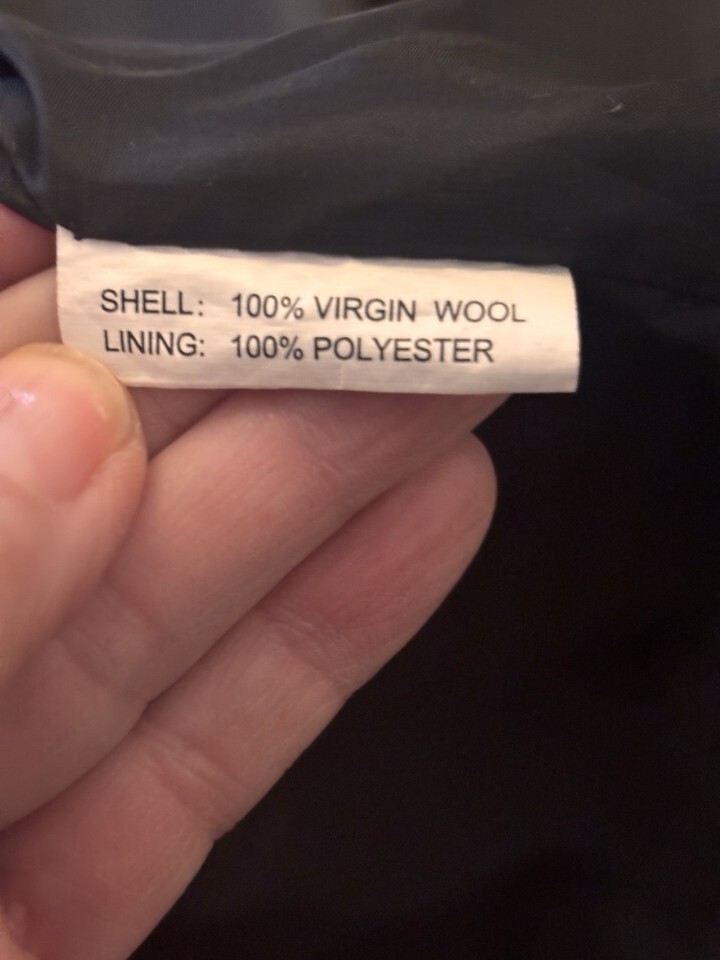 SHELL: 100% VIRGIN WOOL
LINING: 100% POLYESTER